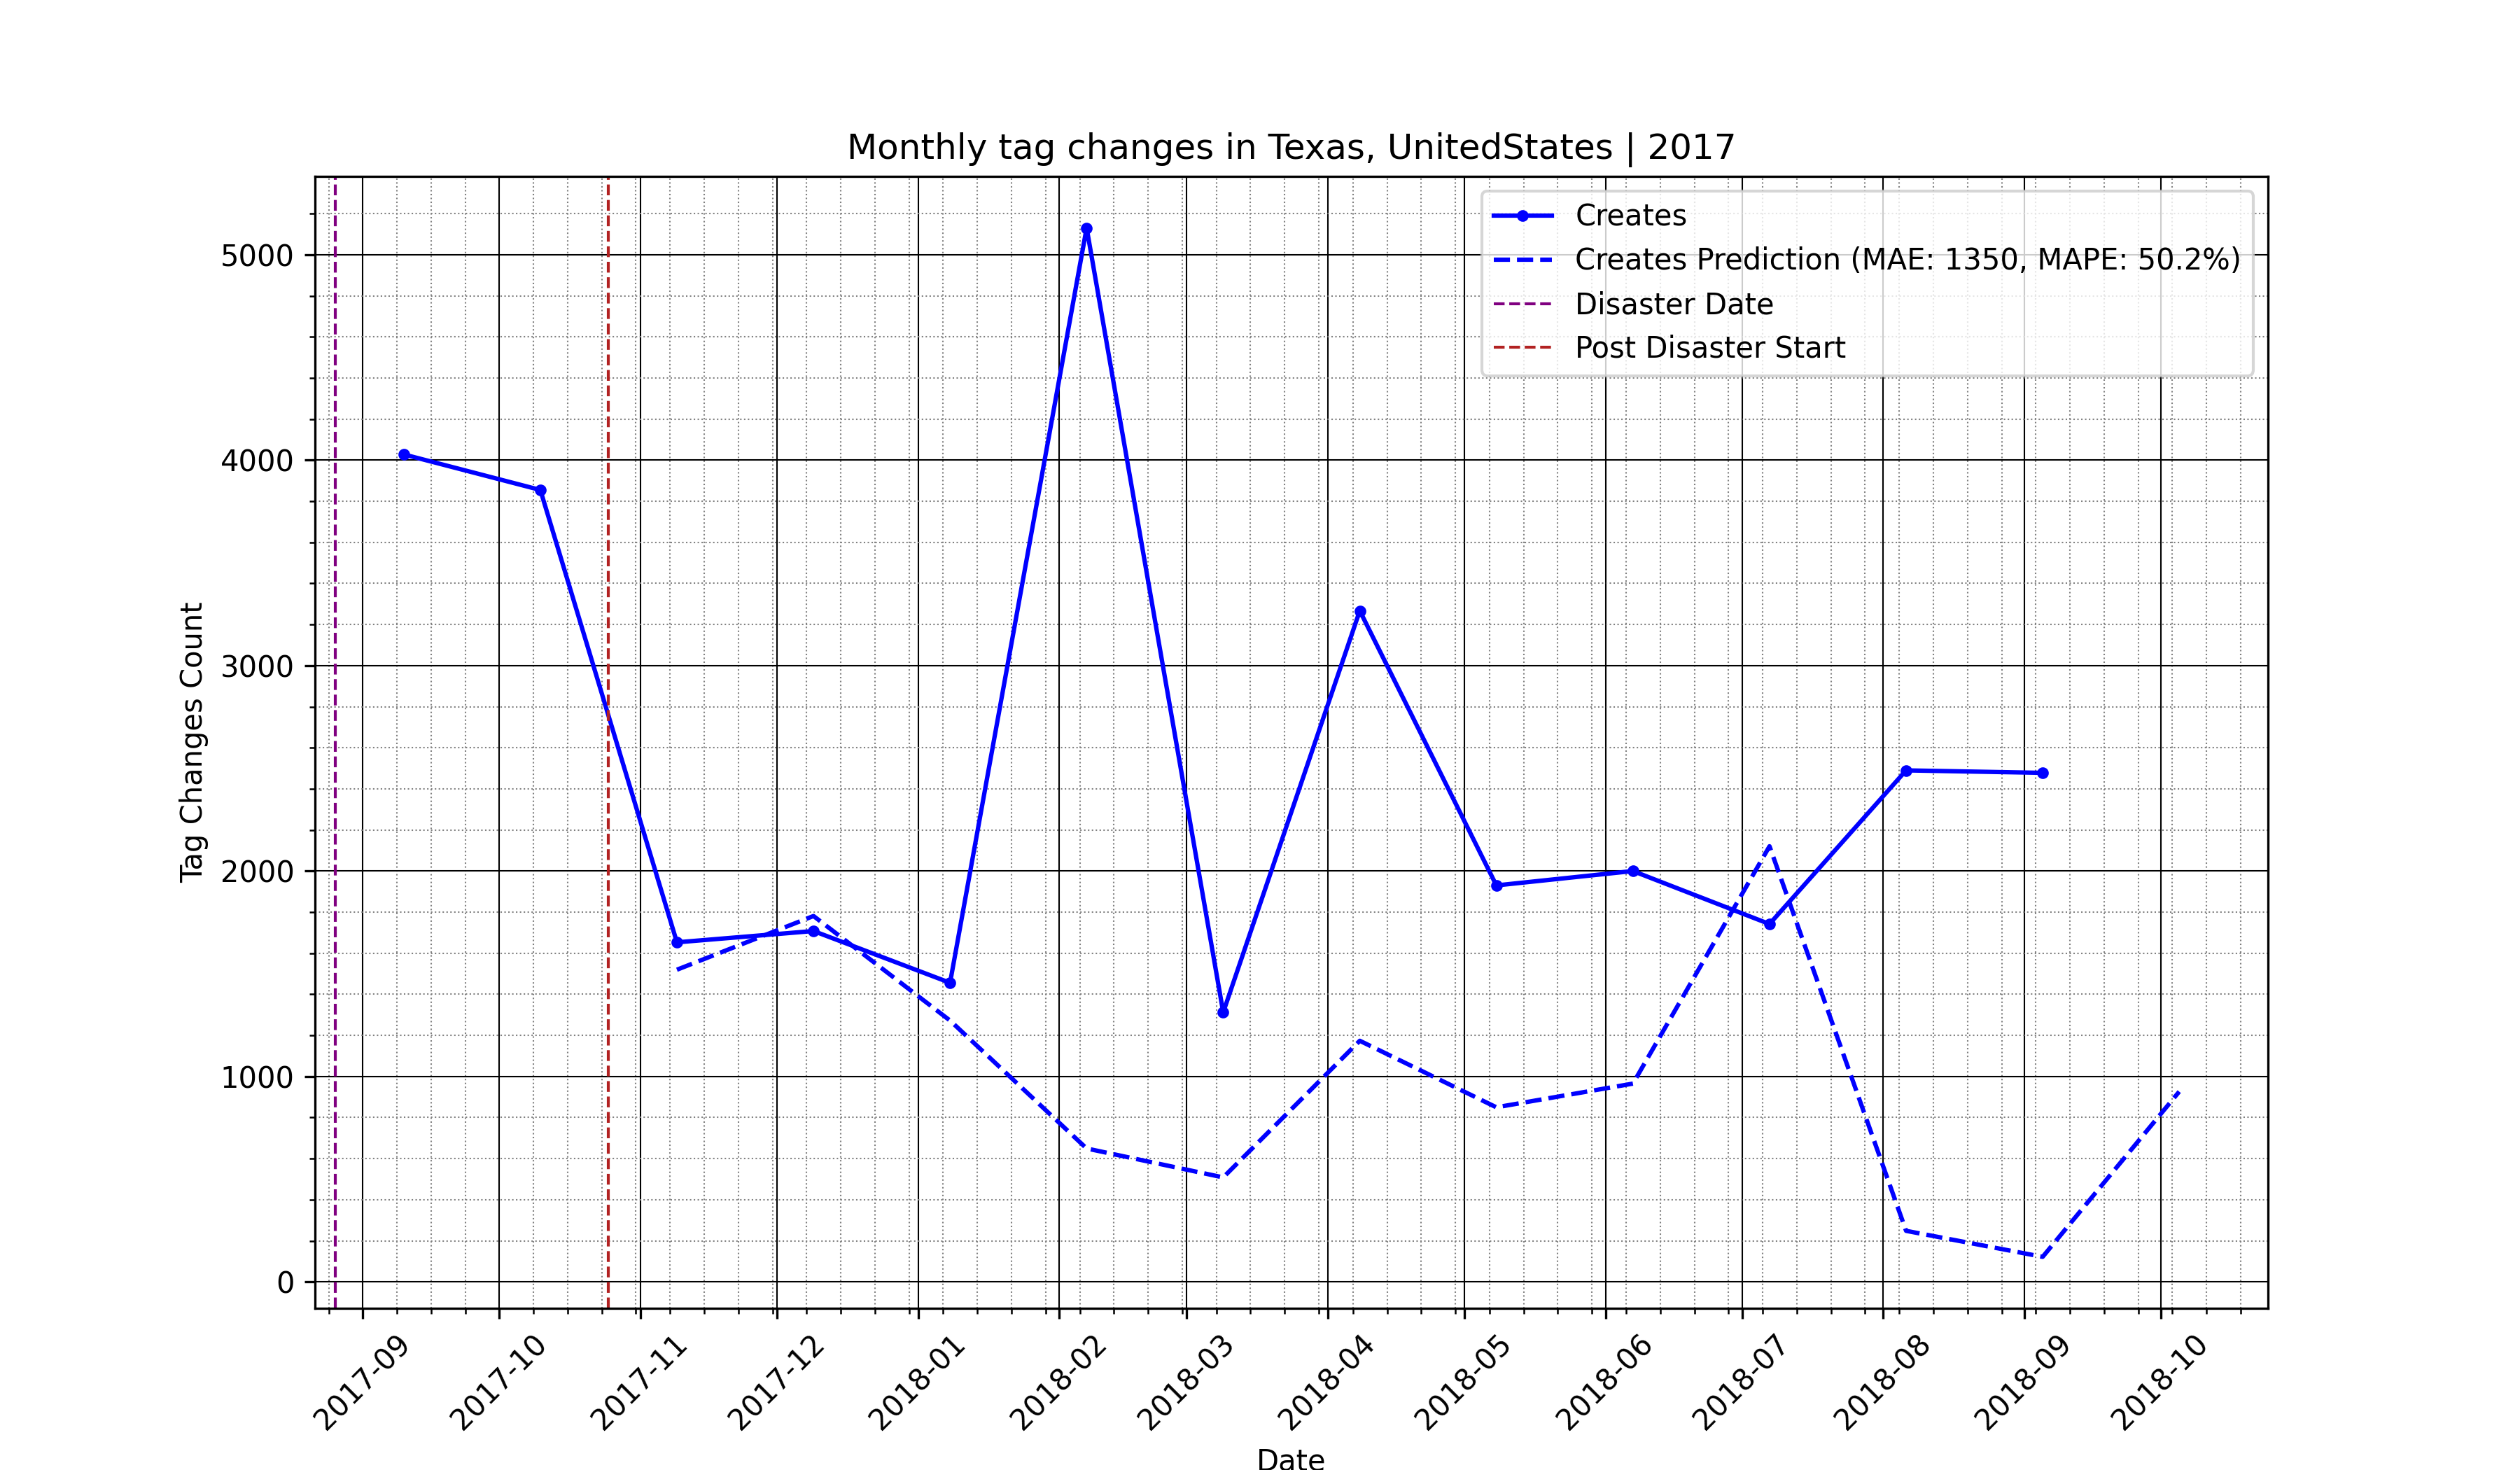 Monthly tag changes in Texas, UnitedStates | 2017
Creates
Creates Prediction (MAE: 1350, MAPE: 50.2%)
Disaster Date
Post Disaster Start
Tag Changes Count
5000
4000
3000
2000
1000
0
2017-09
2017-10
2017-11
2017-12
2018-01
2018-02
2018-03
2018-04
2018-05
2018-06
2018-07
2018-08
2018-09
2018-10
Date